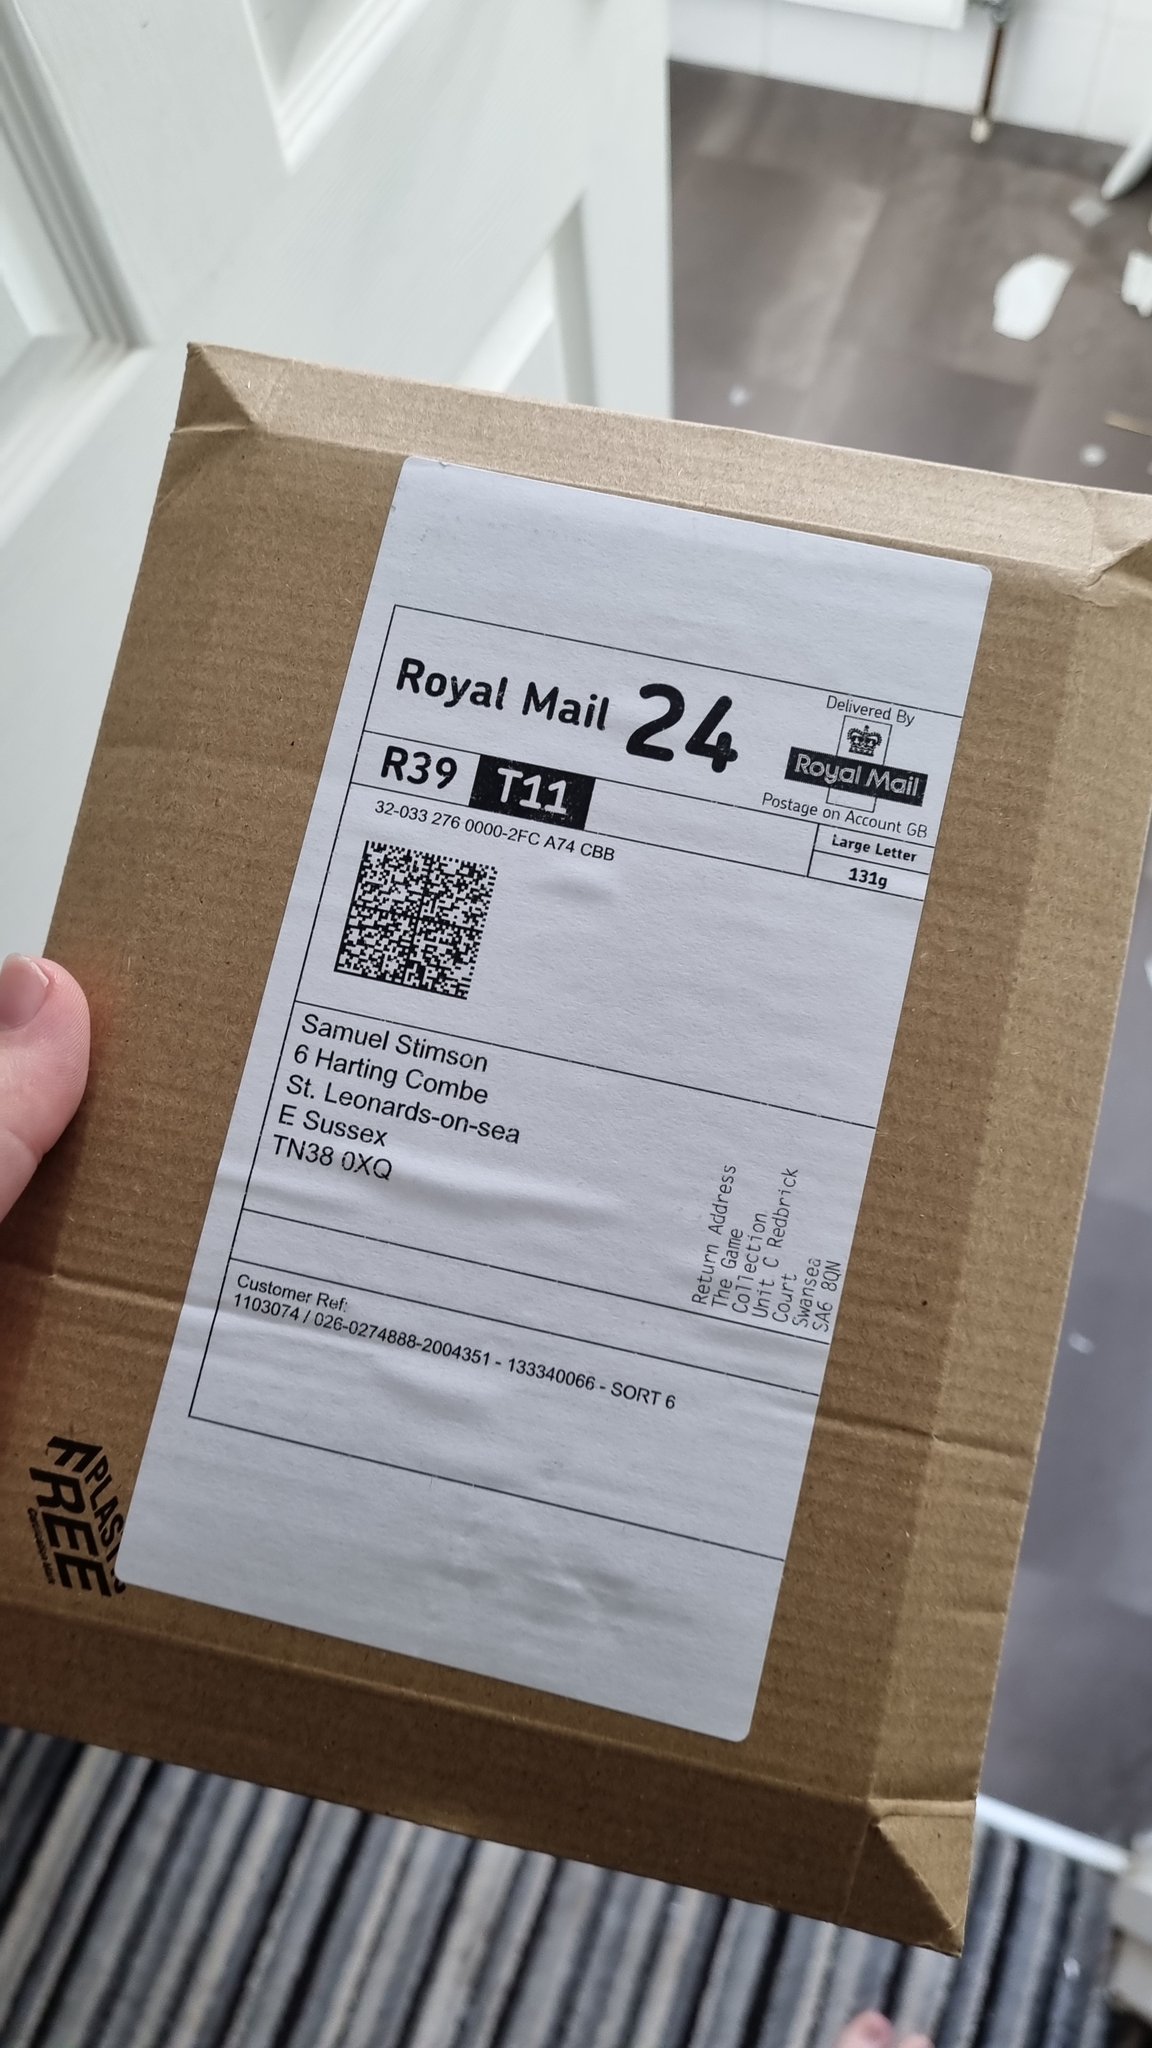 Royal Mail 24
Delivered By
Royal Mail
Postage on Account GB
R39 T11
Large Letter
131g
32-033 276 0000-2FC A74 CBB
Samuel Stimson
6 Harting Combe
St. Leonards-on-sea
E Sussex
TN38 0XQ
Return Address
The Game
Collection
Unit C Redbrick
Court
Swansea
SA6 8QN
Customer Ref:
1103074 / 026-0274888-2004351 - 133340066 - SORT 6
FREE